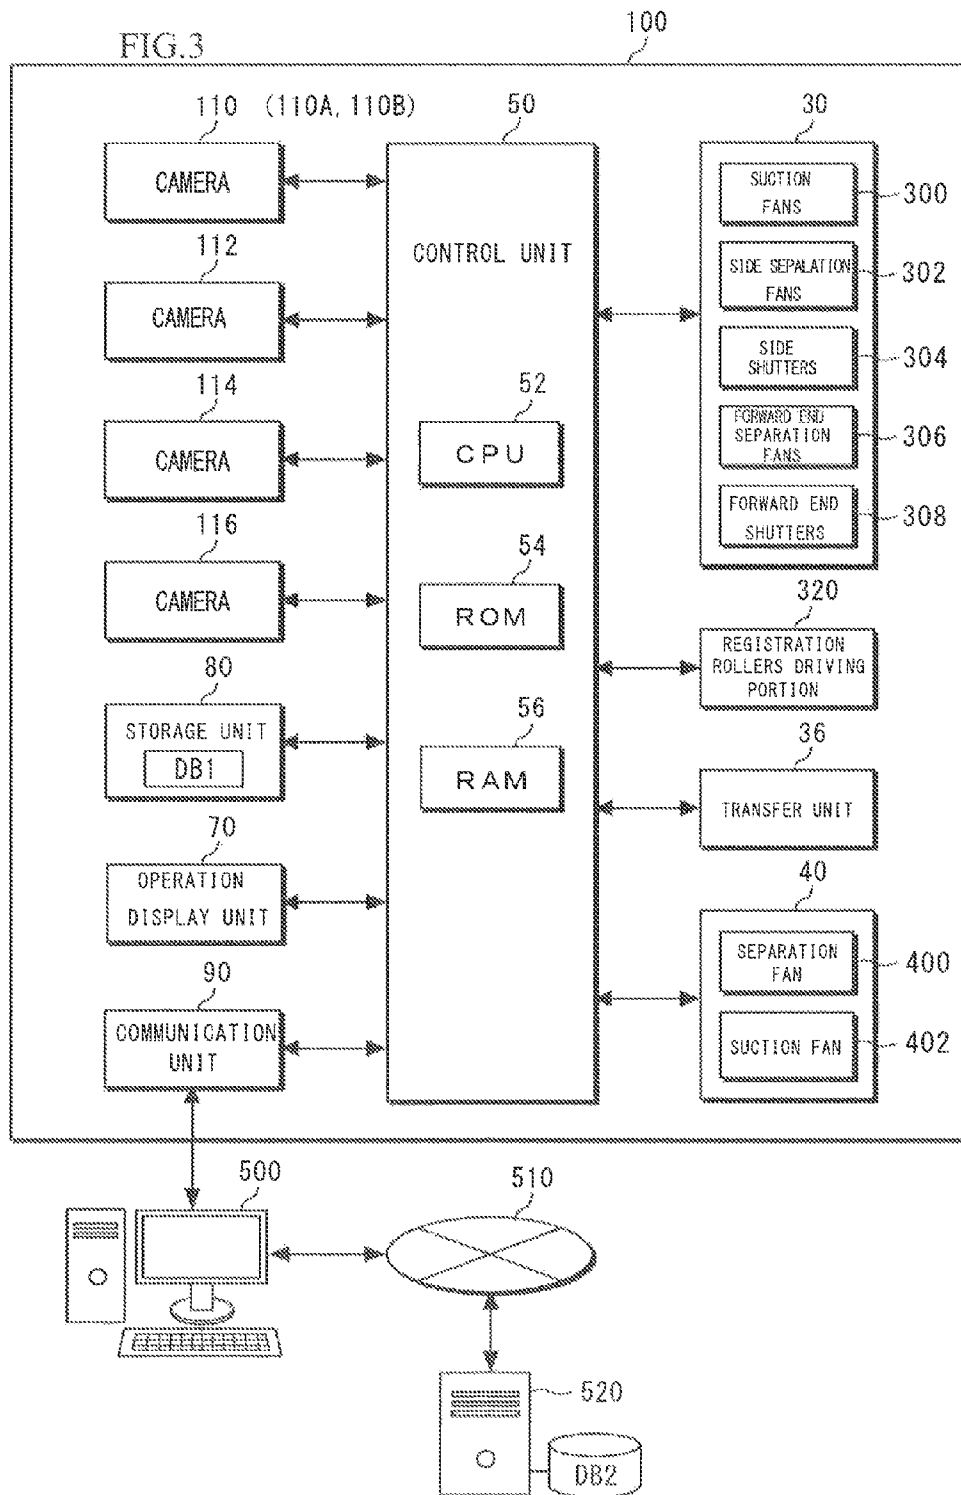 FIG.3
100
110 (110A, 110B)
CAMERA
112
CAMERA
114
CAMERA
116
CAMERA
80
STORAGE UNIT
DB1
70
OPERATION
DISPLAY UNIT
90
COMMUNICATION
UNIT
50
CONTROL UNIT
52
CPU
54
ROM
56
RAM
30
SUCTION
FANS
300
SIDE SEPALATION
FANS
302
SIDE
SHUTTERS
304
FORWARD END
SEPARATION
FANS
306
FORWARD END
SHUTTERS
308
320
REGISTRATION
ROLLERS DRIVING
PORTION
36
TRANSFER UNIT
40
SEPARATION
FAN
400
SUCTION FAN
402
500
510
520
DB2